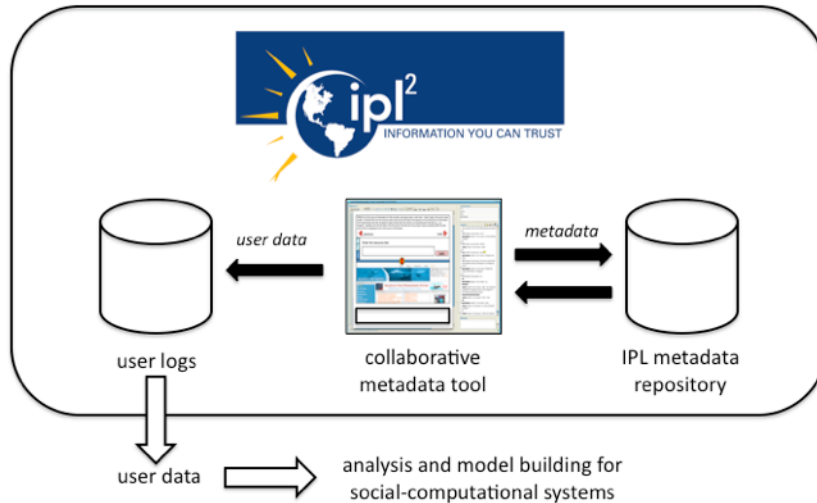 ipl²
INFORMATION YOU CAN TRUST
user data
metadata
user logs
collaborative
metadata tool
IPL metadata
repository
user data
analysis and model building for
social-computational systems